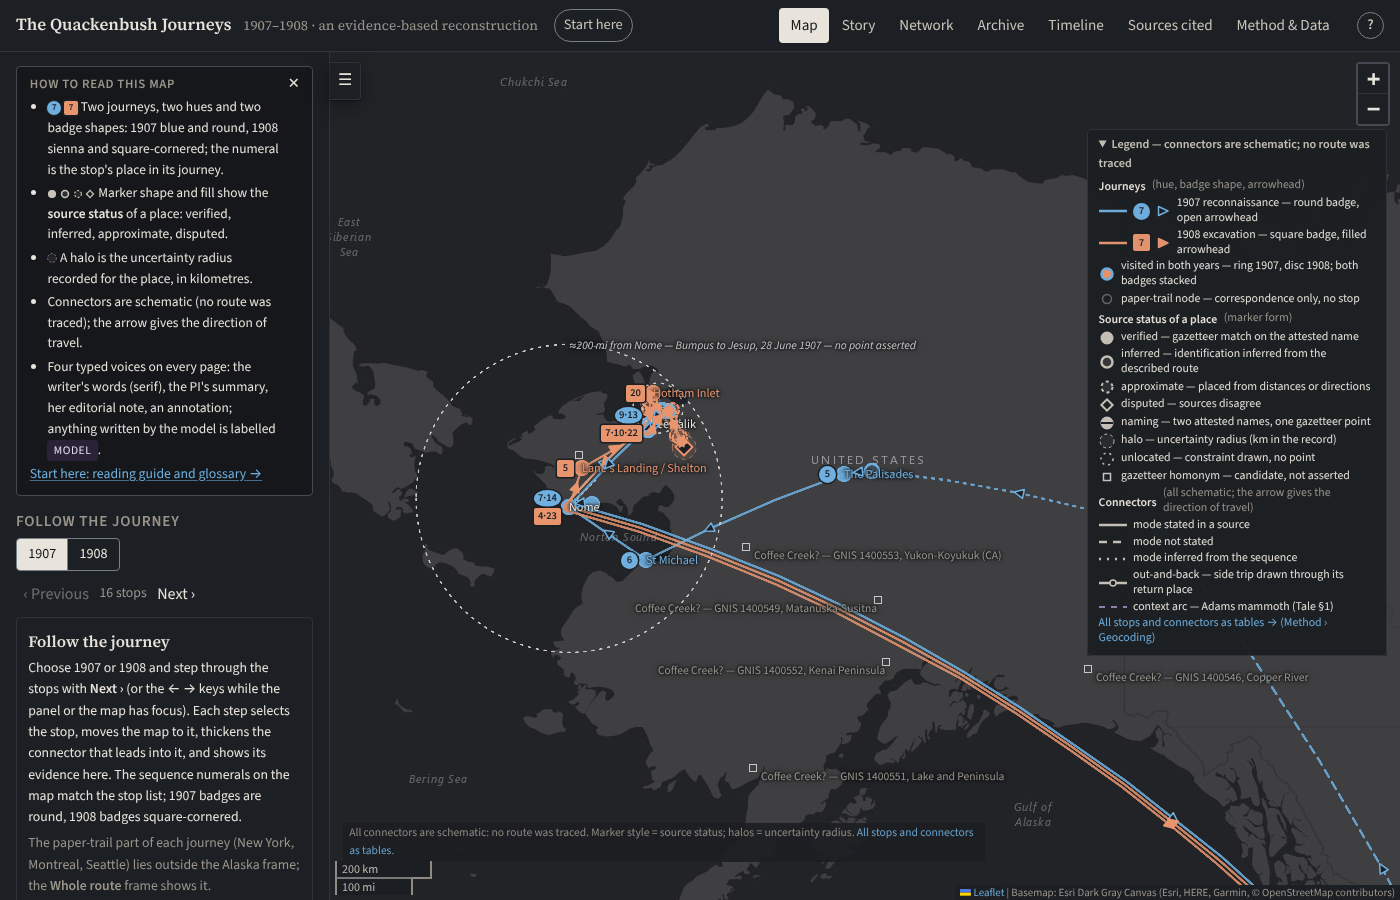 The Quackenbush Journeys
1907–1908 · an evidence-based reconstruction
Start here
Map
Story
Network
Archive
Timeline
Sources cited
Method & Data
?
HOW TO READ THIS MAP
✕
7 7 Two journeys, two hues and two
badge shapes: 1907 blue and round, 1908
sienna and square-cornered; the numeral
is the stop's place in its journey.
Marker shape and fill show the
source status of a place: verified,
inferred, approximate, disputed.
A halo is the uncertainty radius
recorded for the place, in kilometres.
Connectors are schematic (no route was
traced); the arrow gives the direction of
travel.
Four typed voices on every page: the
writer's words (serif), the PI's summary,
her editorial note, an annotation;
anything written by the model is labelled
MODEL .
Start here: reading guide and glossary →
FOLLOW THE JOURNEY
1907
1908
‹ Previous
16 stops
Next ›
Follow the journey
Choose 1907 or 1908 and step through the
stops with Next › (or the ← → keys while the
panel or the map has focus). Each step selects
the stop, moves the map to it, thickens the
connector that leads into it, and shows its
evidence here. The sequence numerals on the
map match the stop list; 1907 badges are
round, 1908 badges square-cornered.
The paper-trail part of each journey (New York,
Montreal, Seattle) lies outside the Alaska frame;
the Whole route frame shows it.
☰
Chukchi Sea
East
Siberian
Sea
≈200 mi from Nome — Bumpus to Jesup, 28 June 1907 — no point asserted
20
Hotham Inlet
9·13
7·10·22
5
Lane's Landing / Shelton
7·14
4·23
Nome
Norton Sound
6
St Michael
UNITED STATES
5
The Palisades
Coffee Creek? — GNIS 1400553, Yukon-Koyukuk (CA)
Coffee Creek? — GNIS 1400549, Matanuska-Susitna
Coffee Creek? — GNIS 1400552, Kenai Peninsula
Coffee Creek? — GNIS 1400546, Copper River
Coffee Creek? — GNIS 1400551, Lake and Peninsula
Bering Sea
Gulf of
Alaska
+
−
▼ Legend — connectors are schematic; no route was
traced
Journeys (hue, badge shape, arrowhead)
7 1907 reconnaissance — round badge,
open arrowhead
7 1908 excavation — square badge, filled
arrowhead
visited in both years — ring 1907, disc 1908; both
badges stacked
paper-trail node — correspondence only, no stop
Source status of a place (marker form)
verified — gazetteer match on the attested name
inferred — identification inferred from the
described route
approximate — placed from distances or directions
disputed — sources disagree
naming — two attested names, one gazetteer point
halo — uncertainty radius (km in the record)
unlocated — constraint drawn, no point
gazetteer homonym — candidate, not asserted
Connectors (all schematic; the arrow gives the
direction of travel)
mode stated in a source
mode not stated
mode inferred from the sequence
out-and-back — side trip drawn through its
return place
context arc — Adams mammoth (Tale §1)
All stops and connectors as tables → (Method ›
Geocoding)
All connectors are schematic: no route was traced. Marker style = source status; halos = uncertainty radius. All stops and connectors
as tables.
200 km
100 mi
Leaflet | Basemap: Esri Dark Gray Canvas (Esri, HERE, Garmin, © OpenStreetMap contributors)